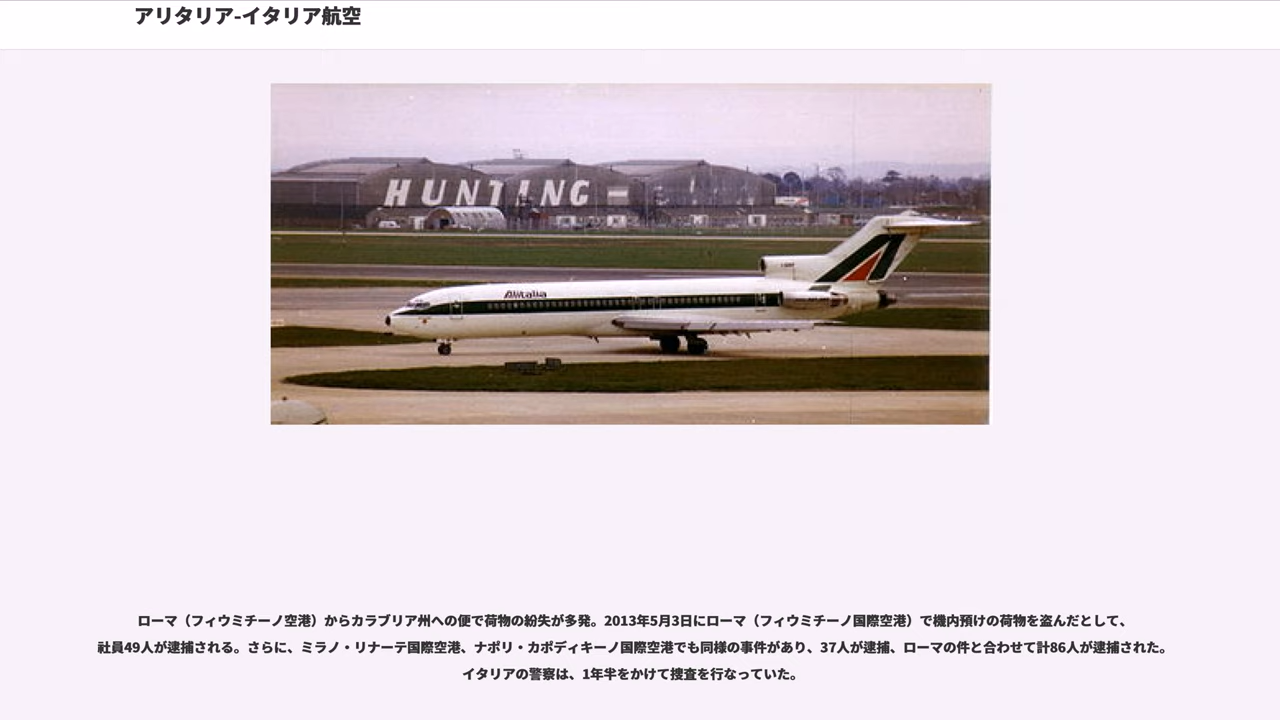 アリタリア-イタリア航空
HUNTING
Alitalia
ローマ（フィウミチーノ空港）からカラブリア州への便で荷物の紛失が多発。2013年5月3日にローマ（フィウミチーノ国際空港）で機内預けの荷物を盗んだとして、
社員49人が逮捕される。さらに、ミラノ・リナーテ国際空港、ナポリ・カポディキーノ国際空港でも同様の事件があり、37人が逮捕、ローマの件と合わせて計86人が逮捕された。
イタリアの警察は、1年半をかけて捜査を行なっていた。